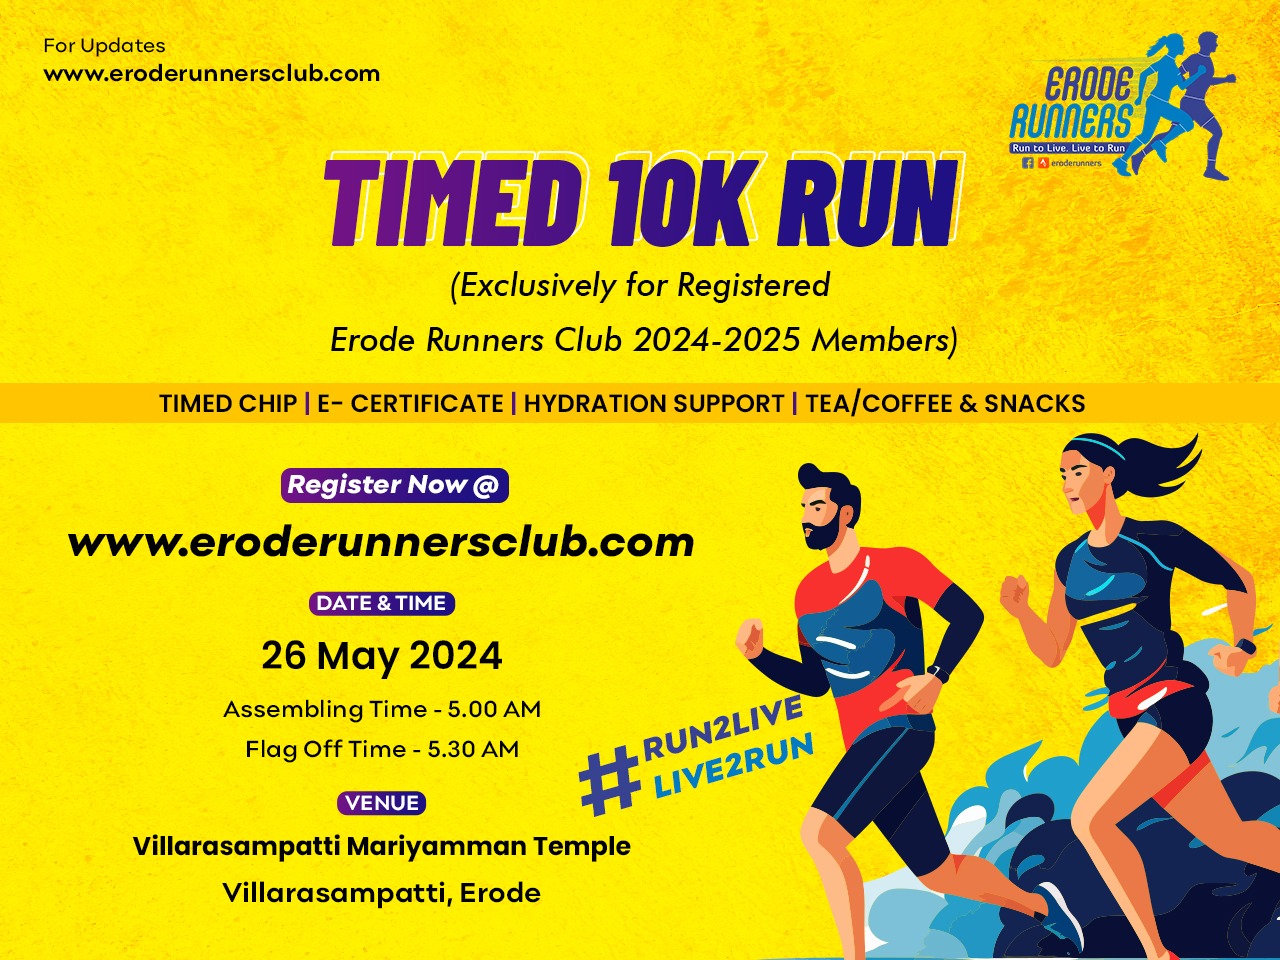 For Updates
www.eroderunnersclub.com
ERODE
RUNNERS
Run to Live. Live to Run
eroderunners
TIMED 10K RUN
(Exclusively for Registered
Erode Runners Club 2024-2025 Members)
TIMED CHIP | E- CERTIFICATE | HYDRATION SUPPORT | TEA/COFFEE & SNACKS
Register Now @
www.eroderunnersclub.com
DATE & TIME
26 May 2024
Assembling Time - 5.00 AM
Flag Off Time - 5.30 AM
#RUN2LIVE
LIVE2RUN
VENUE
Villarasampatti Mariyamman Temple
Villarasampatti, Erode